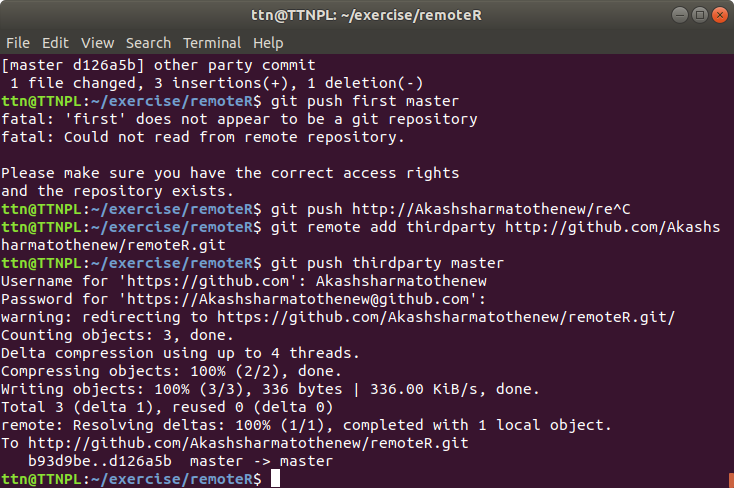 ttn@TTNPL: ~/exercise/remoteR
File Edit View Search Terminal Help
[master d126a5b] other party commit
 1 file changed, 3 insertions(+), 1 deletion(-)
ttn@TTNPL:~/exercise/remoteR$ git push first master
fatal: 'first' does not appear to be a git repository
fatal: Could not read from remote repository.

Please make sure you have the correct access rights
and the repository exists.
ttn@TTNPL:~/exercise/remoteR$ git push http://Akashsharmatothenew/re^C
ttn@TTNPL:~/exercise/remoteR$ git remote add thirdparty http://github.com/Akashs
harmatothenew/remoteR.git
ttn@TTNPL:~/exercise/remoteR$ git push thirdparty master
Username for 'https://github.com': Akashsharmatothenew
Password for 'https://Akashsharmatothenew@github.com':
warning: redirecting to https://github.com/Akashsharmatothenew/remoteR.git/
Counting objects: 3, done.
Delta compression using up to 4 threads.
Compressing objects: 100% (2/2), done.
Writing objects: 100% (3/3), 336 bytes | 336.00 KiB/s, done.
Total 3 (delta 1), reused 0 (delta 0)
remote: Resolving deltas: 100% (1/1), completed with 1 local object.
To http://github.com/Akashsharmatothenew/remoteR.git
   b93d9be..d126a5b  master -> master
ttn@TTNPL:~/exercise/remoteR$